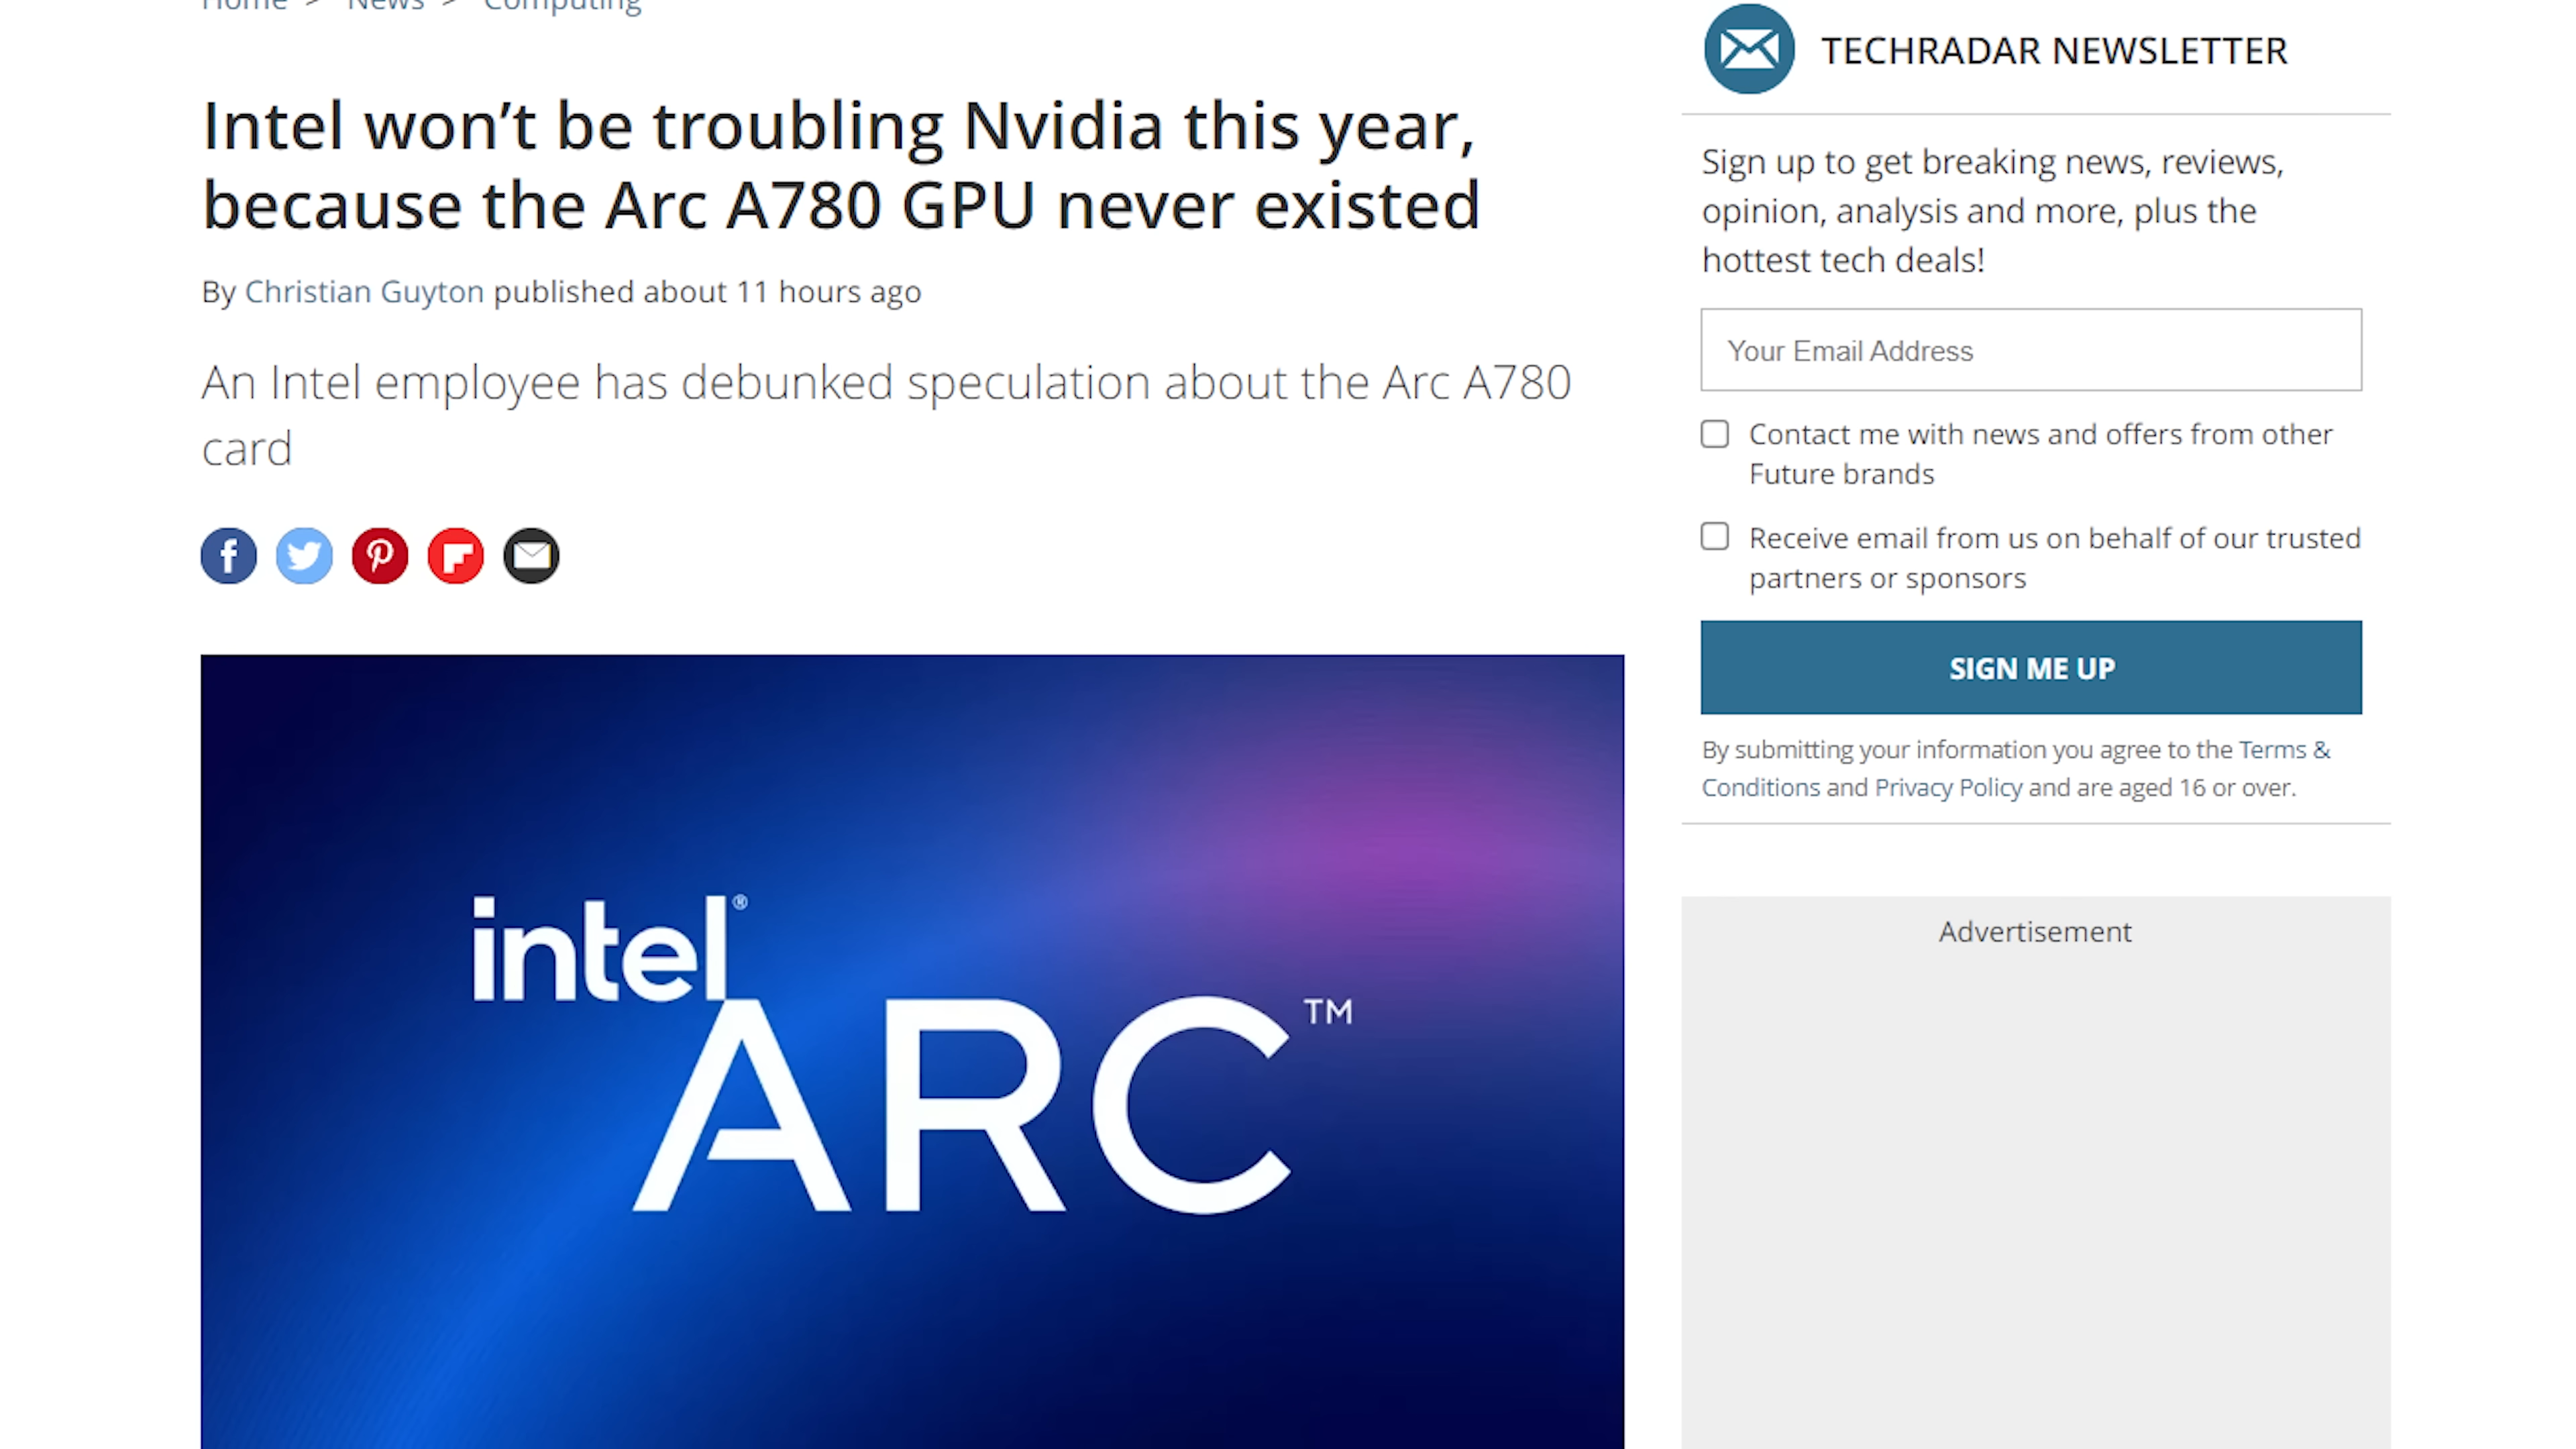 Home > News > Computing
Intel won’t be troubling Nvidia this year,
because the Arc A780 GPU never existed
By Christian Guyton published about 11 hours ago
An Intel employee has debunked speculation about the Arc A780
card
intel®
ARC™
TECHRADAR NEWSLETTER
Sign up to get breaking news, reviews,
opinion, analysis and more, plus the
hottest tech deals!
Your Email Address
Contact me with news and offers from other
Future brands
Receive email from us on behalf of our trusted
partners or sponsors
SIGN ME UP
By submitting your information you agree to the Terms &
Conditions and Privacy Policy and are aged 16 or over.
Advertisement